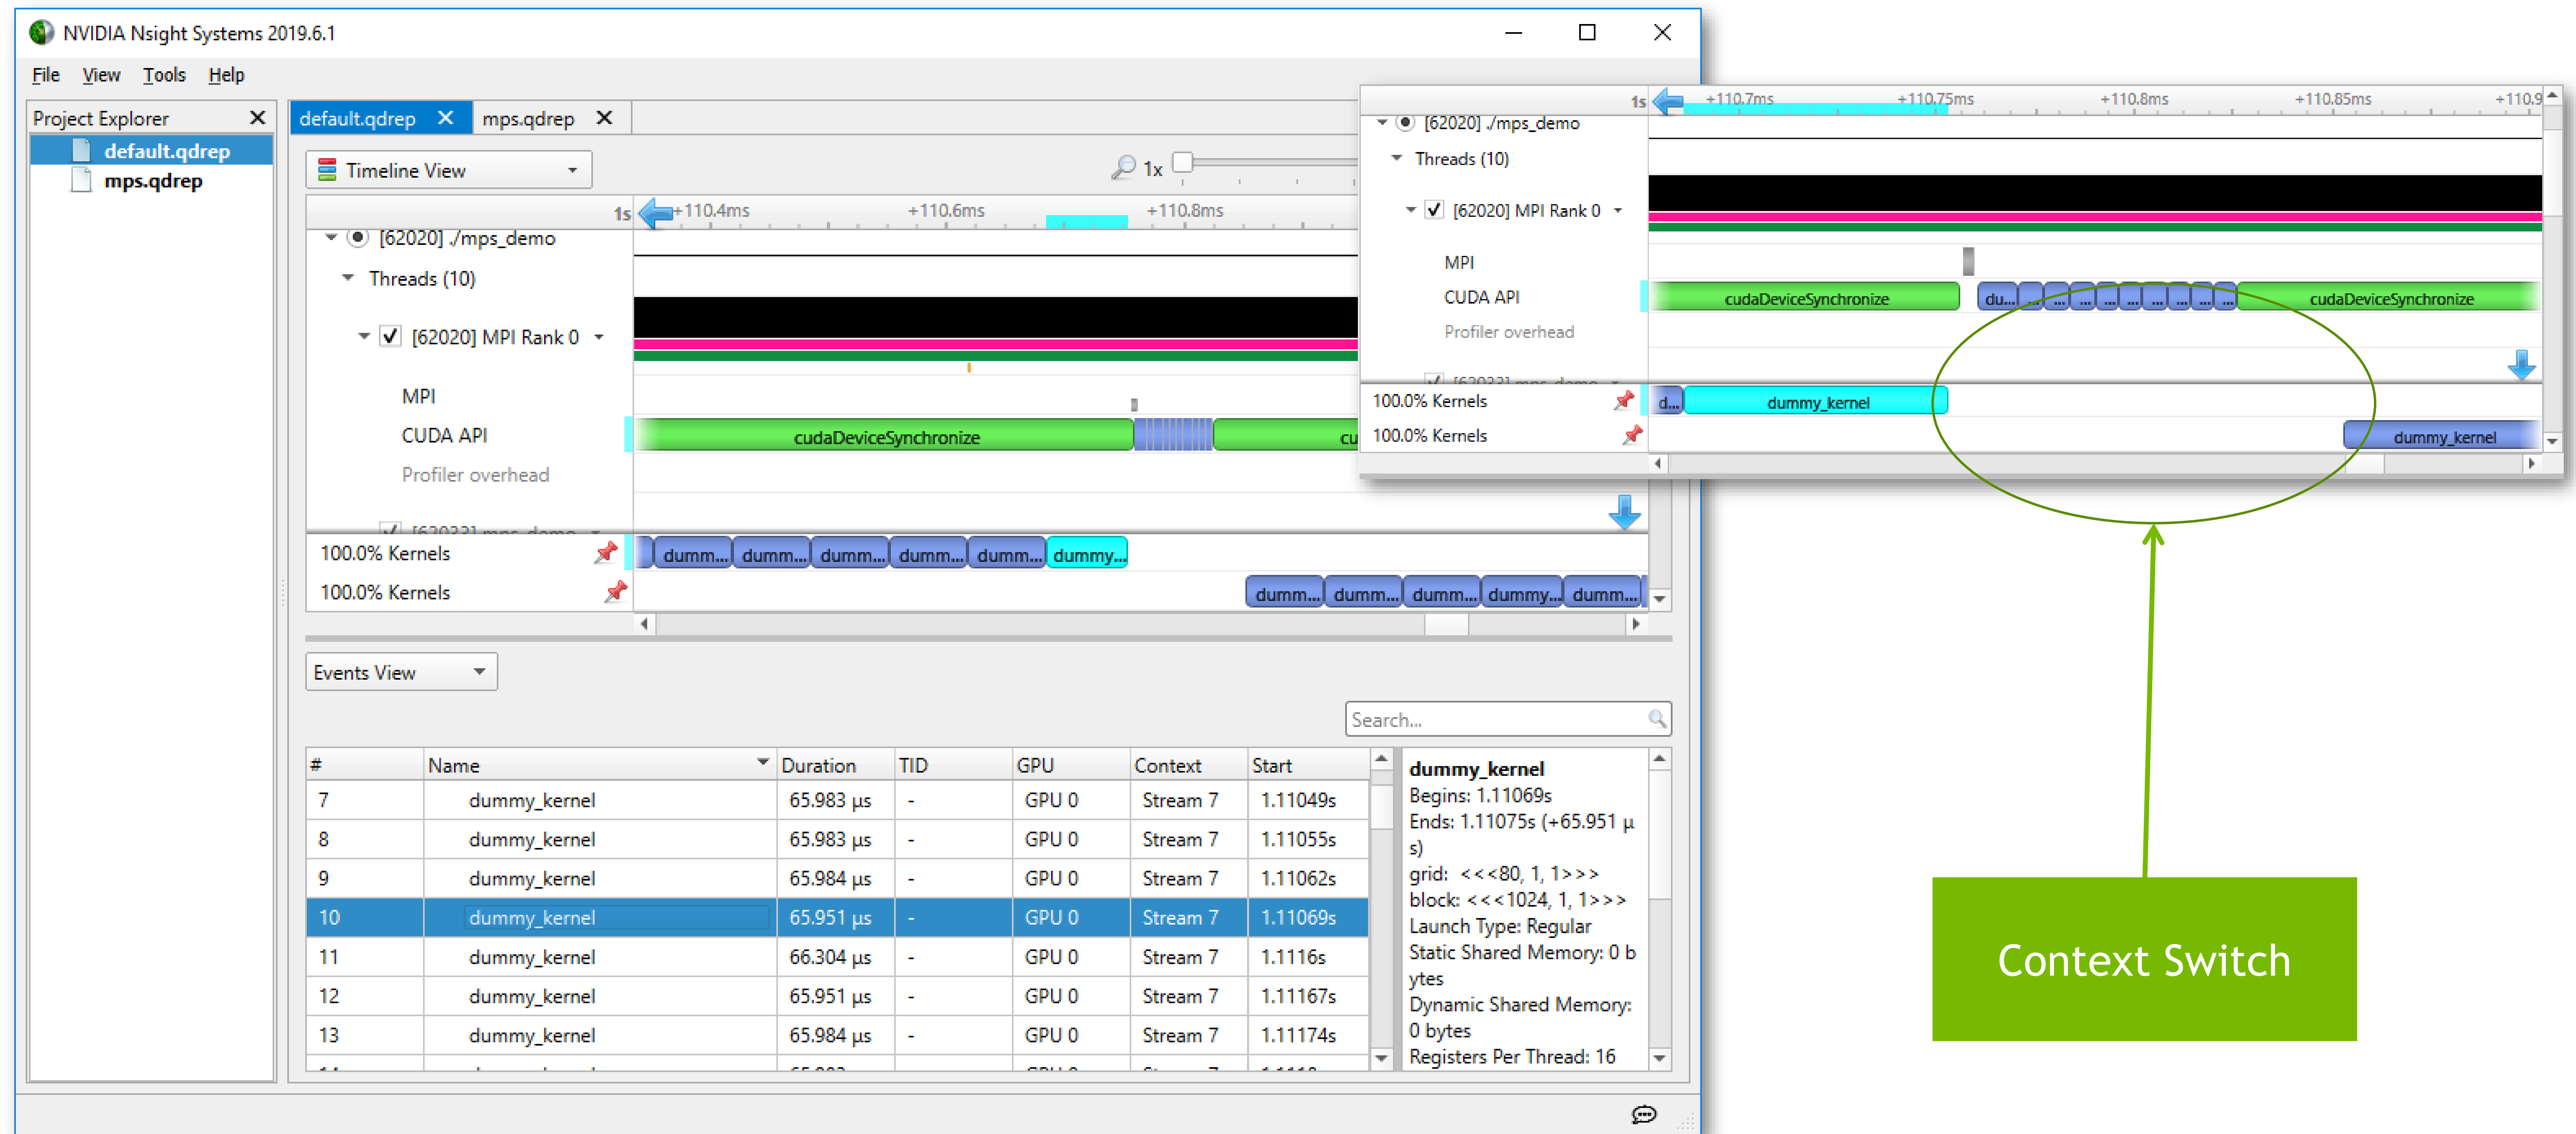 NVIDIA Nsight Systems 2019.6.1
File View Tools Help
Project Explorer
default.qdrep
mps.qdrep
default.qdrep mps.qdrep
Timeline View
1x
1s +110.4ms +110.6ms +110.8ms
[62020] ./mps_demo
Threads (10)
[62020] MPI Rank 0
MPI
CUDA API cudaDeviceSynchronize cu
Profiler overhead
[62033] mps_demo
100.0% Kernels dumm... dumm... dumm... dumm... dumm... dummy...
100.0% Kernels dumm... dumm... dumm... dummy... dumm...
1s +110.7ms +110.75ms +110.8ms +110.85ms +110.9
[62020] ./mps_demo
Threads (10)
[62020] MPI Rank 0
MPI
CUDA API cudaDeviceSynchronize du... ... ... ... ... ... ... ... ... cudaDeviceSynchronize
Profiler overhead
[62033] mps_demo
100.0% Kernels d... dummy_kernel
100.0% Kernels dummy_kernel
Events View
Search...
# Name Duration TID GPU Context Start
7 dummy_kernel 65.983 µs - GPU 0 Stream 7 1.11049s
8 dummy_kernel 65.983 µs - GPU 0 Stream 7 1.11055s
9 dummy_kernel 65.984 µs - GPU 0 Stream 7 1.11062s
10 dummy_kernel 65.951 µs - GPU 0 Stream 7 1.11069s
11 dummy_kernel 66.304 µs - GPU 0 Stream 7 1.1116s
12 dummy_kernel 65.951 µs - GPU 0 Stream 7 1.11167s
13 dummy_kernel 65.984 µs - GPU 0 Stream 7 1.11174s
dummy_kernel
Begins: 1.11069s
Ends: 1.11075s (+65.951 µ
s)
grid: <<<80, 1, 1>>>
block: <<<1024, 1, 1>>>
Launch Type: Regular
Static Shared Memory: 0 b
ytes
Dynamic Shared Memory:
0 bytes
Registers Per Thread: 16
Context Switch